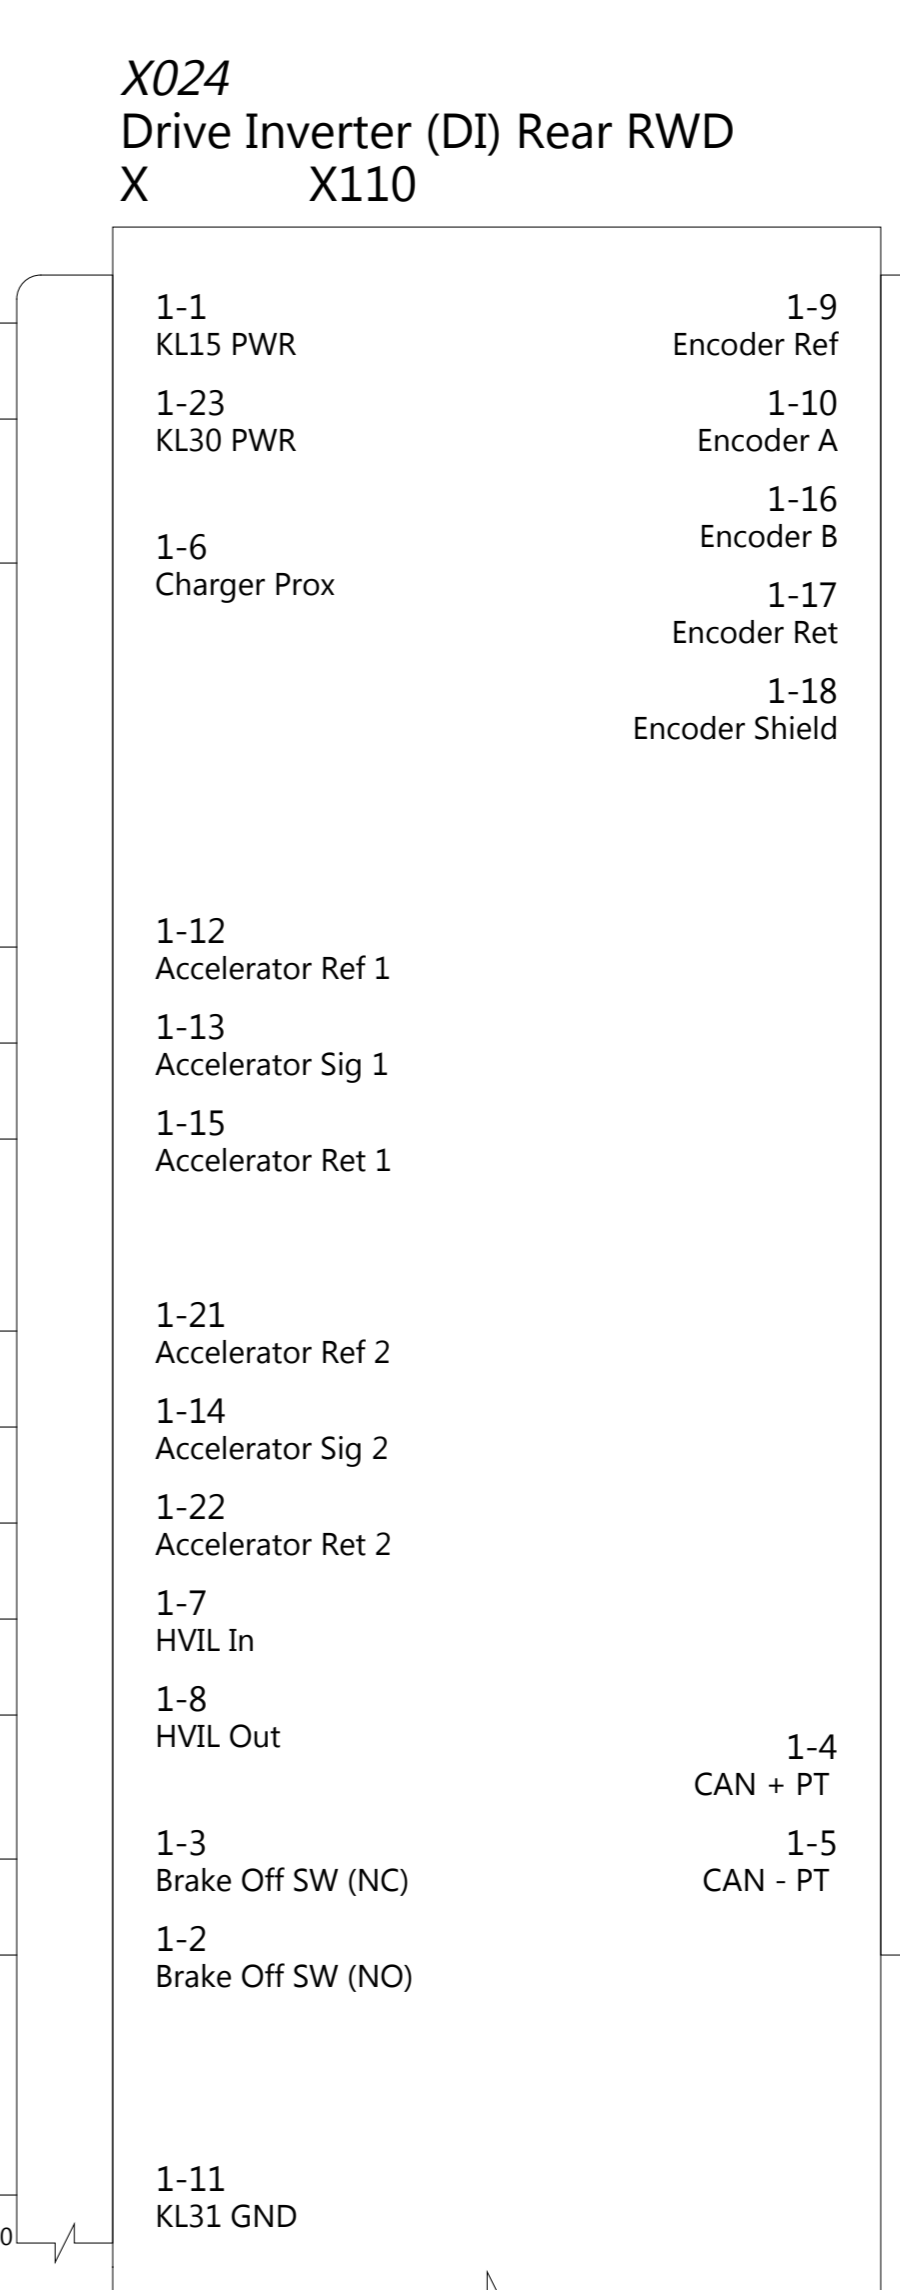 X024
Drive Inverter (DI) Rear RWD
X X110
1-1
KL15 PWR
1-23
KL30 PWR
1-6
Charger Prox
1-12
Accelerator Ref 1
1-13
Accelerator Sig 1
1-15
Accelerator Ret 1
1-21
Accelerator Ref 2
1-14
Accelerator Sig 2
1-22
Accelerator Ret 2
1-7
HVIL In
1-8
HVIL Out
1-3
Brake Off SW (NC)
1-2
Brake Off SW (NO)
1-11
KL31 GND
0
1-9
Encoder Ref
1-10
Encoder A
1-16
Encoder B
1-17
Encoder Ret
1-18
Encoder Shield
1-4
CAN + PT
1-5
CAN - PT